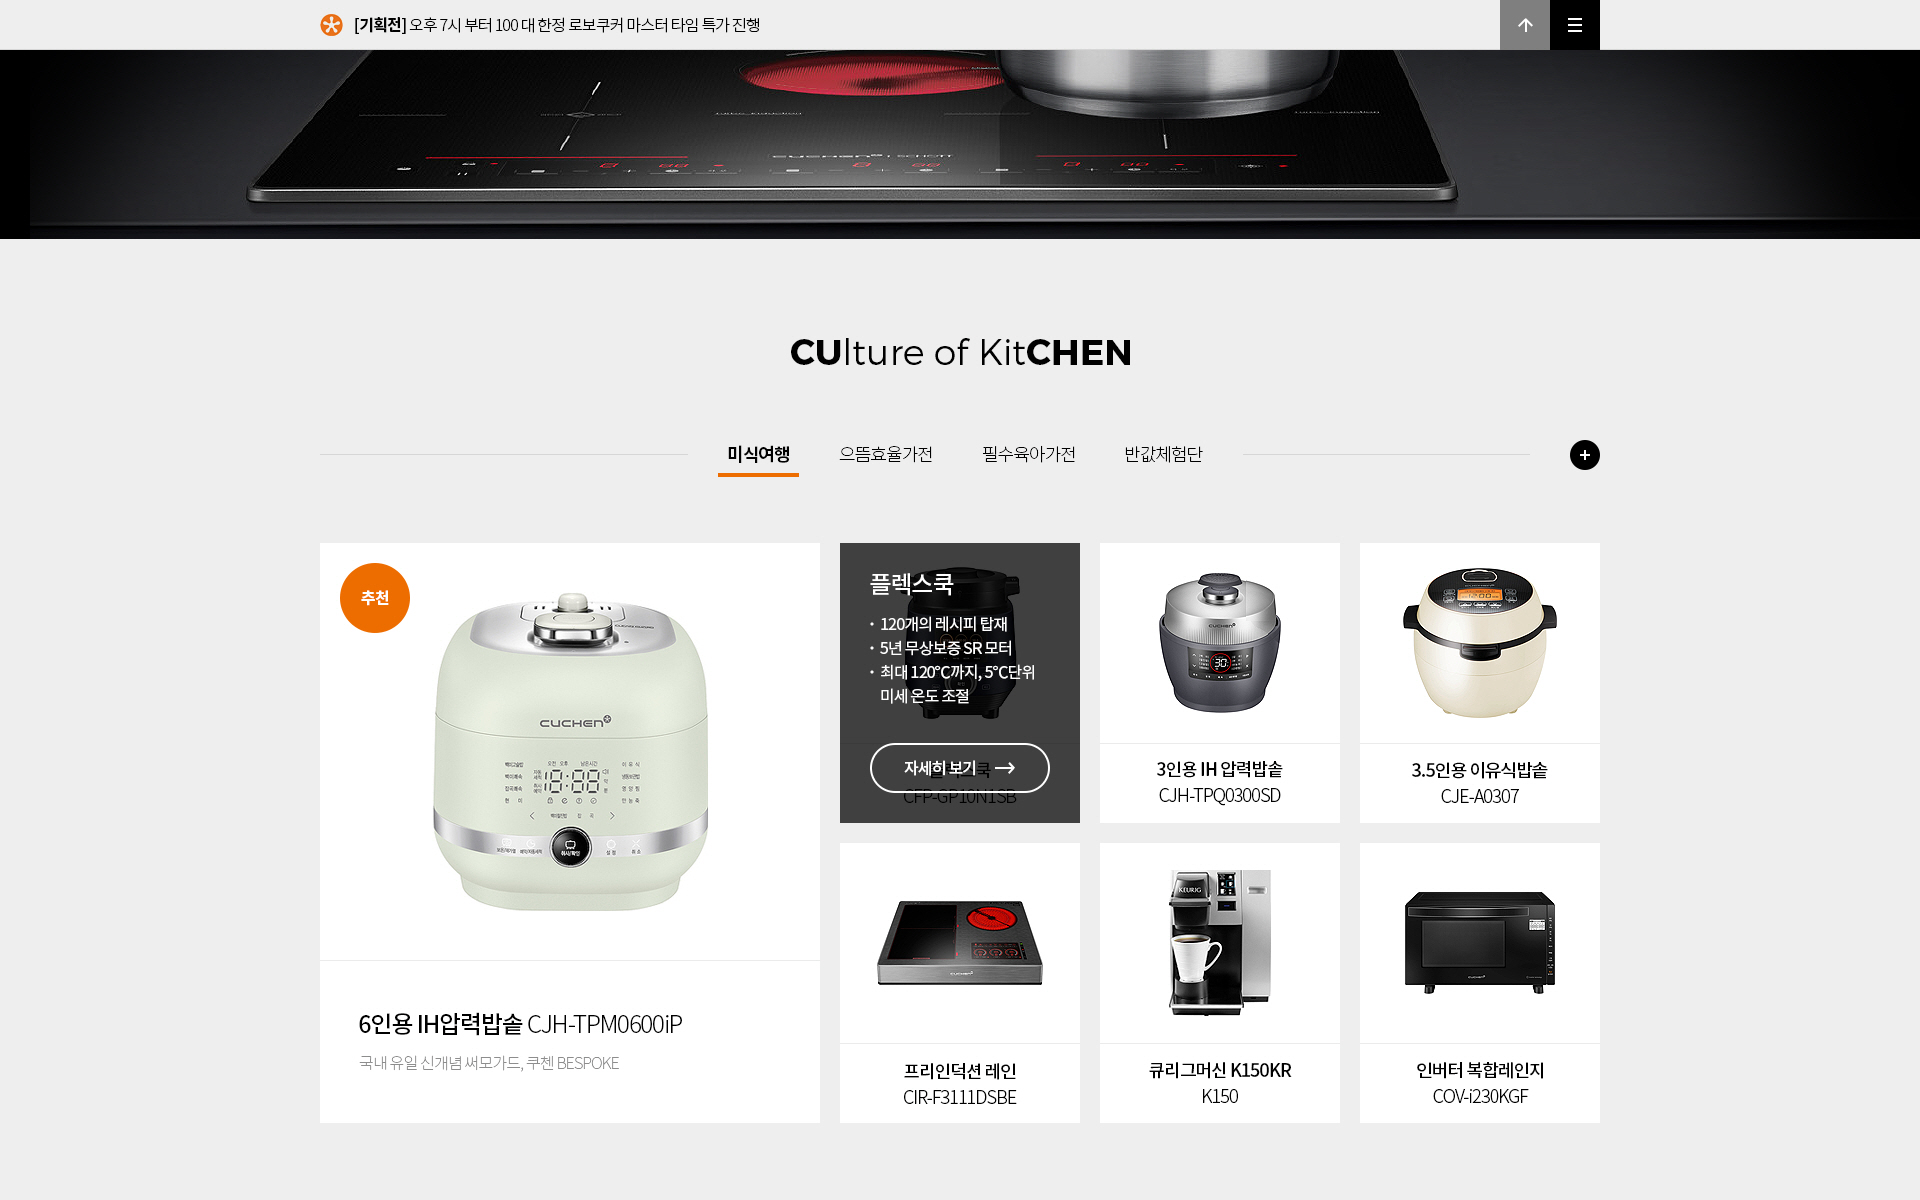 [기획전] 오후 7시 부터 100 대 한정 로보쿠커 마스터 타임 특가 진행
CUCHEN | SCHOTT
CUlture of KitCHEN
미식여행 으뜸효율가전 필수육아가전 반값체험단
추천
CUCHEN
6인용 IH압력밥솥 CJH-TPM0600iP
국내 유일 신개념 써모가드, 쿠첸 BESPOKE
플렉스쿡
· 120개의 레시피 탑재
· 5년 무상보증 SR 모터
· 최대 120℃까지, 5℃단위
미세 온도 조절
자세히 보기
CFP-GP10N1SB
CUCHEN
30
3인용 IH 압력밥솥
CJH-TPQ0300SD
3.5인용 이유식밥솥
CJE-A0307
CUCHEN
프리인덕션 레인
CIR-F3111DSBE
KEURIG
큐리그머신 K150KR
K150
CUCHEN
인버터 복합레인지
COV-i230KGF